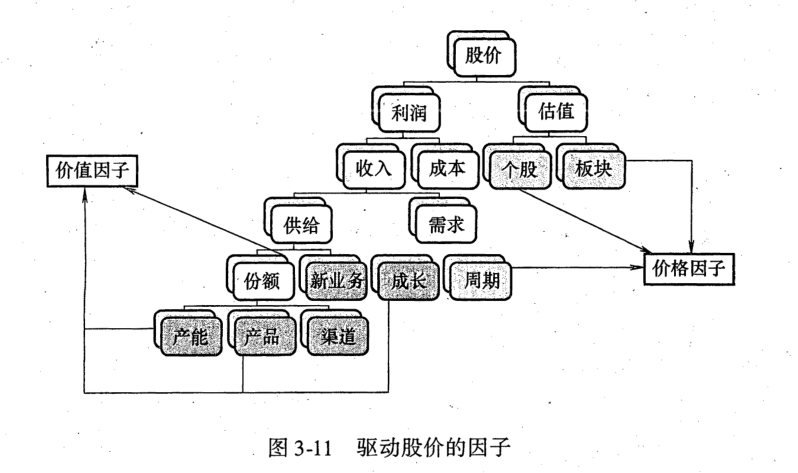 股价
利润 估值
价值因子 收入 成本 个股 板块
供给 需求
份额 新业务 成长 周期 价格因子
产能 产品 渠道
图 3-11 驱动股价的因子